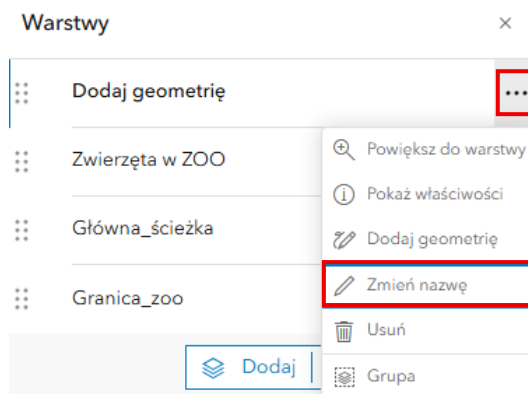 Warstwy
Dodaj geometrię
Zwierzęta w ZOO
Powiększ do warstwy
Pokaż właściwości
Główna_ścieżka
Dodaj geometrię
Zmień nazwę
Granica_zoo
Usuń
Dodaj
Grupa